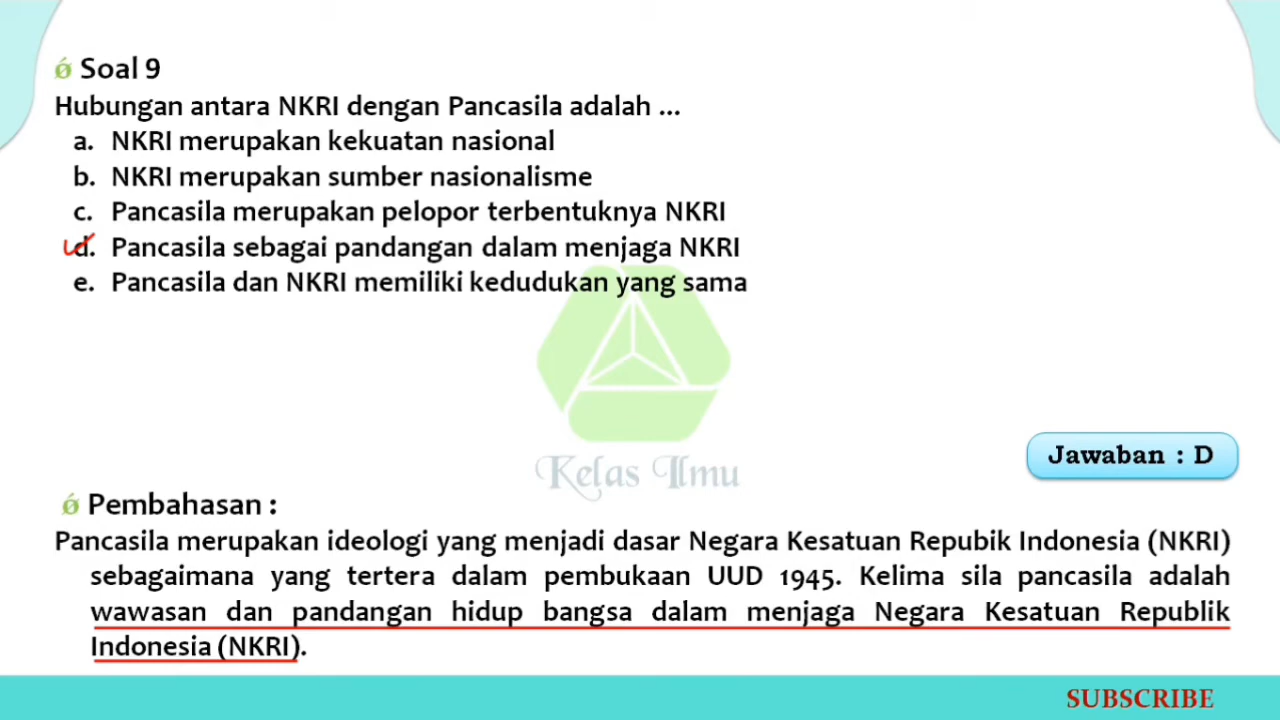 ǿ Soal 9
Hubungan antara NKRI dengan Pancasila adalah ...
a. NKRI merupakan kekuatan nasional
b. NKRI merupakan sumber nasionalisme
c. Pancasila merupakan pelopor terbentuknya NKRI
d. Pancasila sebagai pandangan dalam menjaga NKRI
e. Pancasila dan NKRI memiliki kedudukan yang sama
Kelas Ilmu
Jawaban : D
ǿ Pembahasan :
Pancasila merupakan ideologi yang menjadi dasar Negara Kesatuan Repubik Indonesia (NKRI)
sebagaimana yang tertera dalam pembukaan UUD 1945. Kelima sila pancasila adalah
wawasan dan pandangan hidup bangsa dalam menjaga Negara Kesatuan Republik
Indonesia (NKRI).
SUBSCRIBE